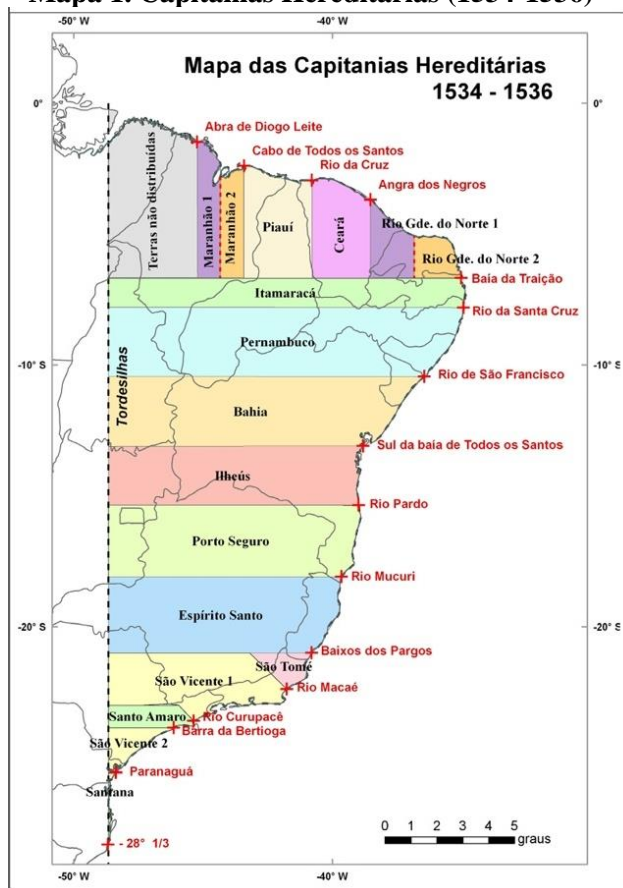 Mapa 1: Capitanias Hereditárias (1534-1536)
-50° W
-40° W
Mapa das Capitanias Hereditárias
1534 - 1536
0°
0°
Abra de Diogo Leite
Cabo de Todos os Santos
Rio da Cruz
Angra dos Negros
Terras não distribuídas
Maranhão 1
Maranhão 2
Piauí
Ceará
Rio Gde. do Norte 1
Rio Gde. do Norte 2
Baia da Traição
Itamaracá
Rio da Santa Cruz
Pernambuco
-10° S
-10° S
Tordesilhas
Rio de São Francisco
Bahia
Sul da baia de Todos os Santos
Ilheús
Rio Pardo
Porto Seguro
Rio Mucuri
Espírito Santo
-20° S
-20° S
Baixos dos Pargos
São Tomé
São Vicente 1
Rio Macaé
Santo Amaro
Rio Curupacê
Barra da Bertioga
São Vicente 2
Paranaguá
Santana
- 28° 1/3
0 1 2 3 4 5
graus
-50° W
-40° W